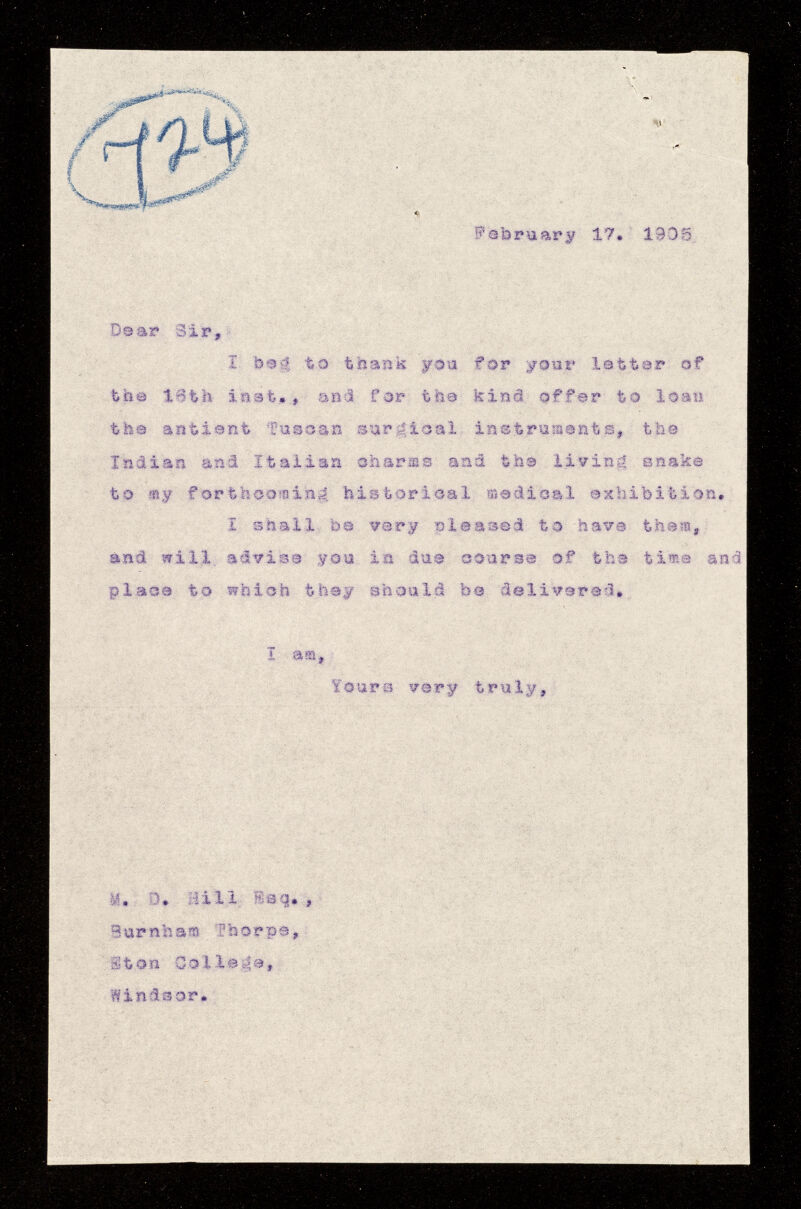 724
February 17. 1905
Dear Sir,
I beg to thank you for your letter of
the 16th inst., and for the kind offer to loan
the antient Tuscan surgical instruments, the
Indian and Italian charms and the living snake
to my forthcoming historical medical exhibition.
I shall be very pleased to have them,
and will advise you in due course of the time and
place to which they should be delivered.
I am,
Yours very truly,
M. D. Hill Esq.,
Burnham Thorpe,
Eton College,
Windsor.